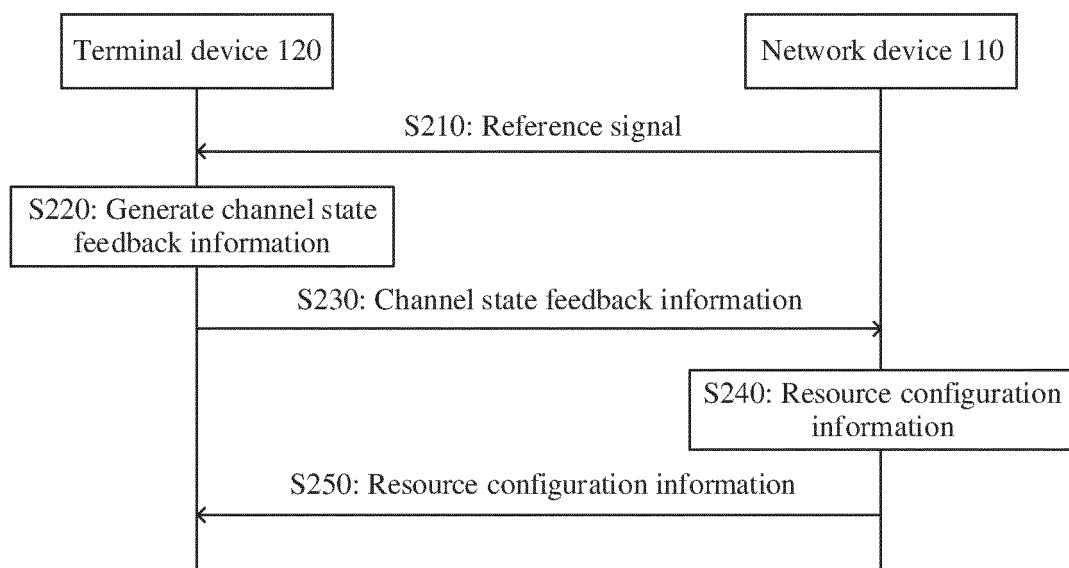 Terminal device 120
Network device 110
S210: Reference signal
S220: Generate channel state
feedback information
S230: Channel state feedback information
S240: Resource configuration
information
S250: Resource configuration information